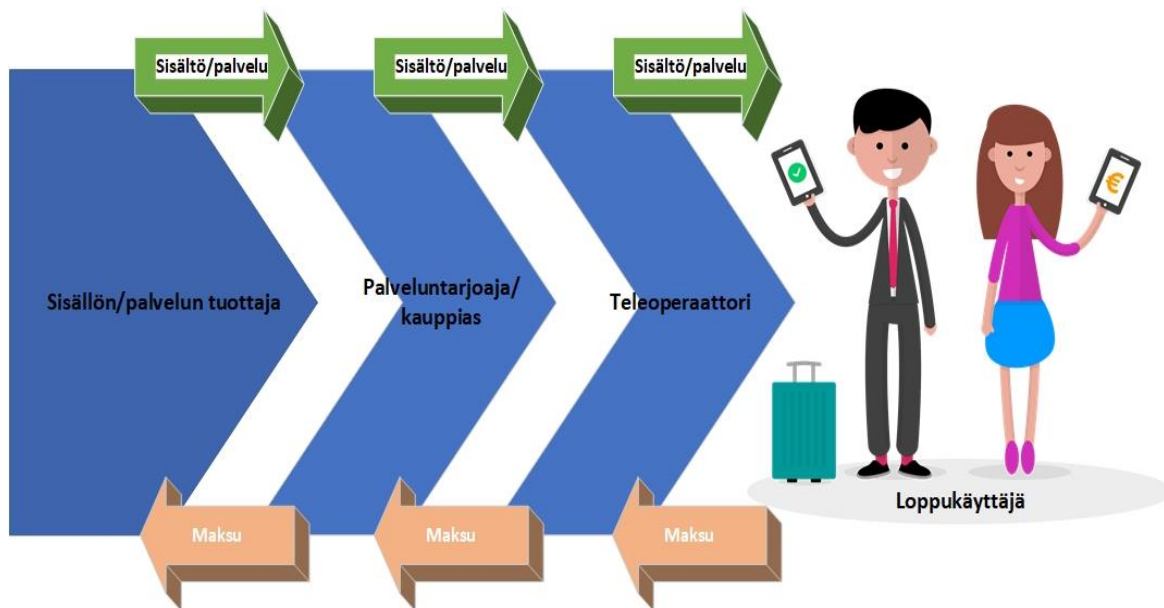 Sisältö/palvelu
Sisältö/palvelu
Sisältö/palvelu
Sisällön/palvelun tuottaja
Palveluntarjoaja/
kauppias
Teleoperaattori
€
Loppukäyttäjä
Maksu
Maksu
Maksu